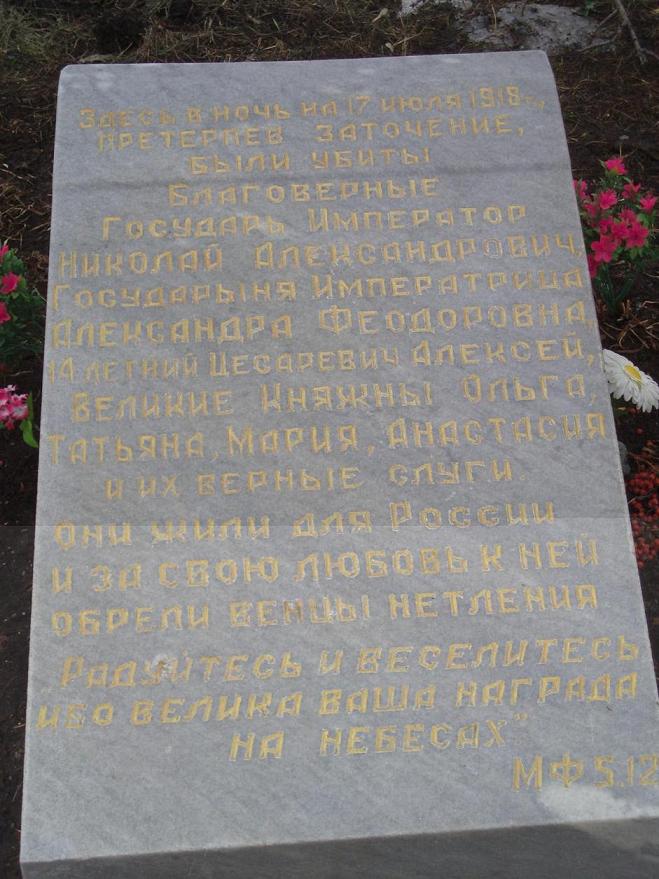 Здесь в ночь на 17 июля 1918 г.,
претерпев заточение,
были убиты
Благоверные
Государь Император
Николай Александрович,
Государыня Императрица
Александра Феодоровна,
14 летний Цесаревич Алексей,
Великие Княжны Ольга,
Татьяна, Мария, Анастасия
и их верные слуги.
Они жили для России
и за свою любовь к ней
обрели венцы нетления
„Радуйтесь и веселитесь
ибо велика ваша награда
на небесах"
МФ 5.12